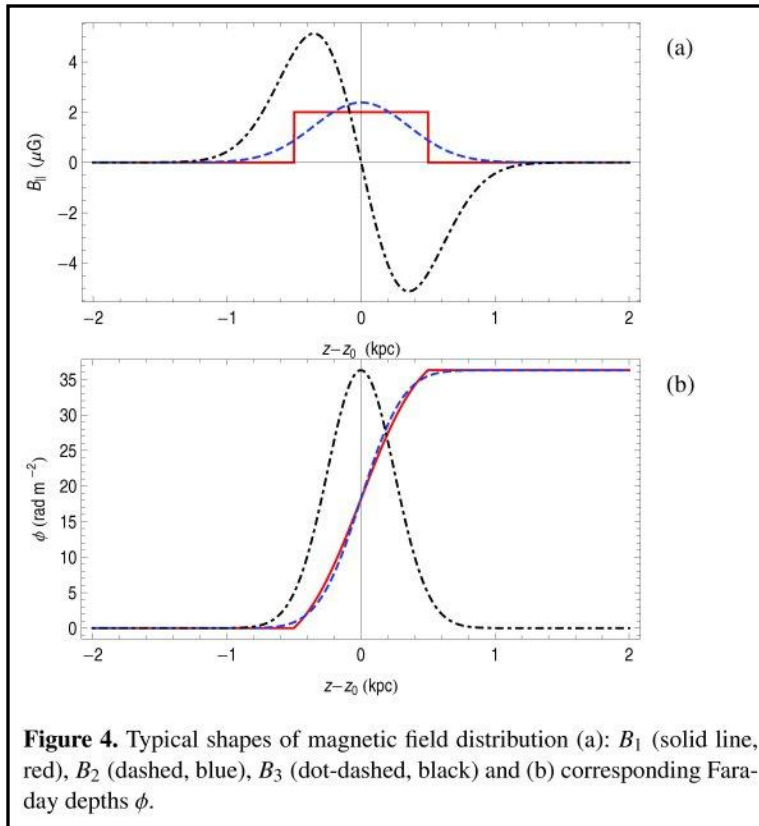 (a)
4
2
0
−2
−4
B|| (μG)
−2 −1 0 1 2
z−z0 (kpc)
(b)
35
30
25
20
15
10
5
0
ϕ (rad m−2)
−2 −1 0 1 2
z−z0 (kpc)
Figure 4. Typical shapes of magnetic field distribution (a): B1 (solid line,
red), B2 (dashed, blue), B3 (dot-dashed, black) and (b) corresponding Fara-
day depths ϕ.